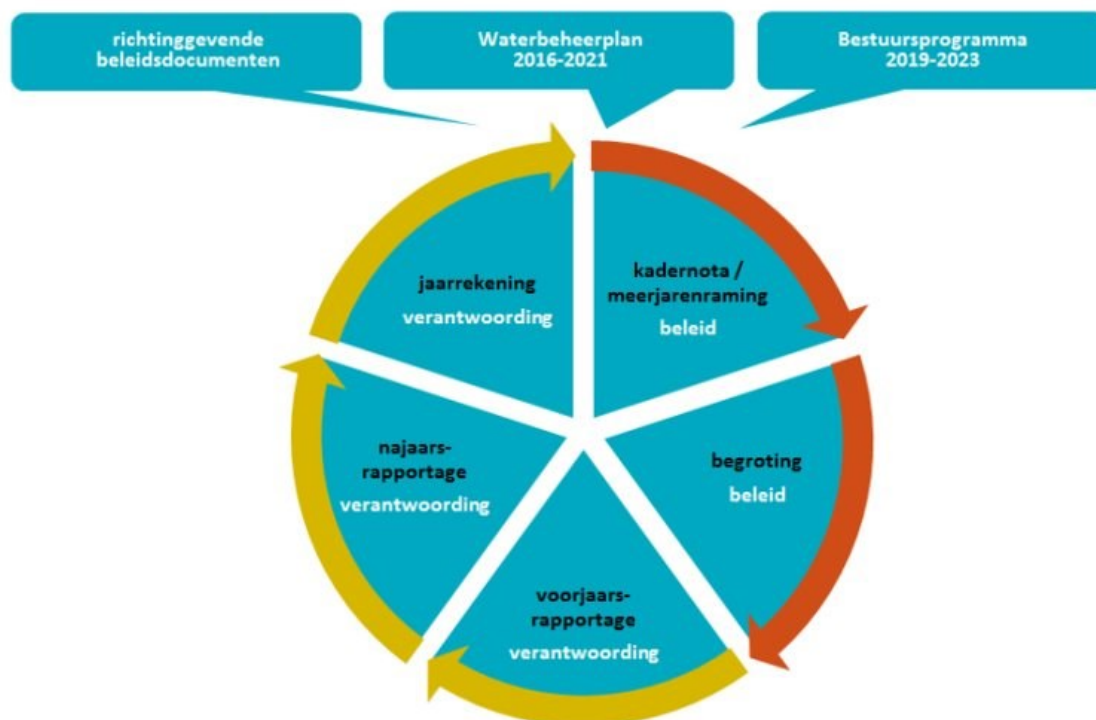 richtinggevende
beleidsdocumenten
Waterbeheerplan
2016-2021
Bestuursprogramma
2019-2023
jaarrekening
verantwoording
kadernota /
meerjarenraming
beleid
najaars-
rapportage
verantwoording
begroting
beleid
voorjaars-
rapportage
verantwoording